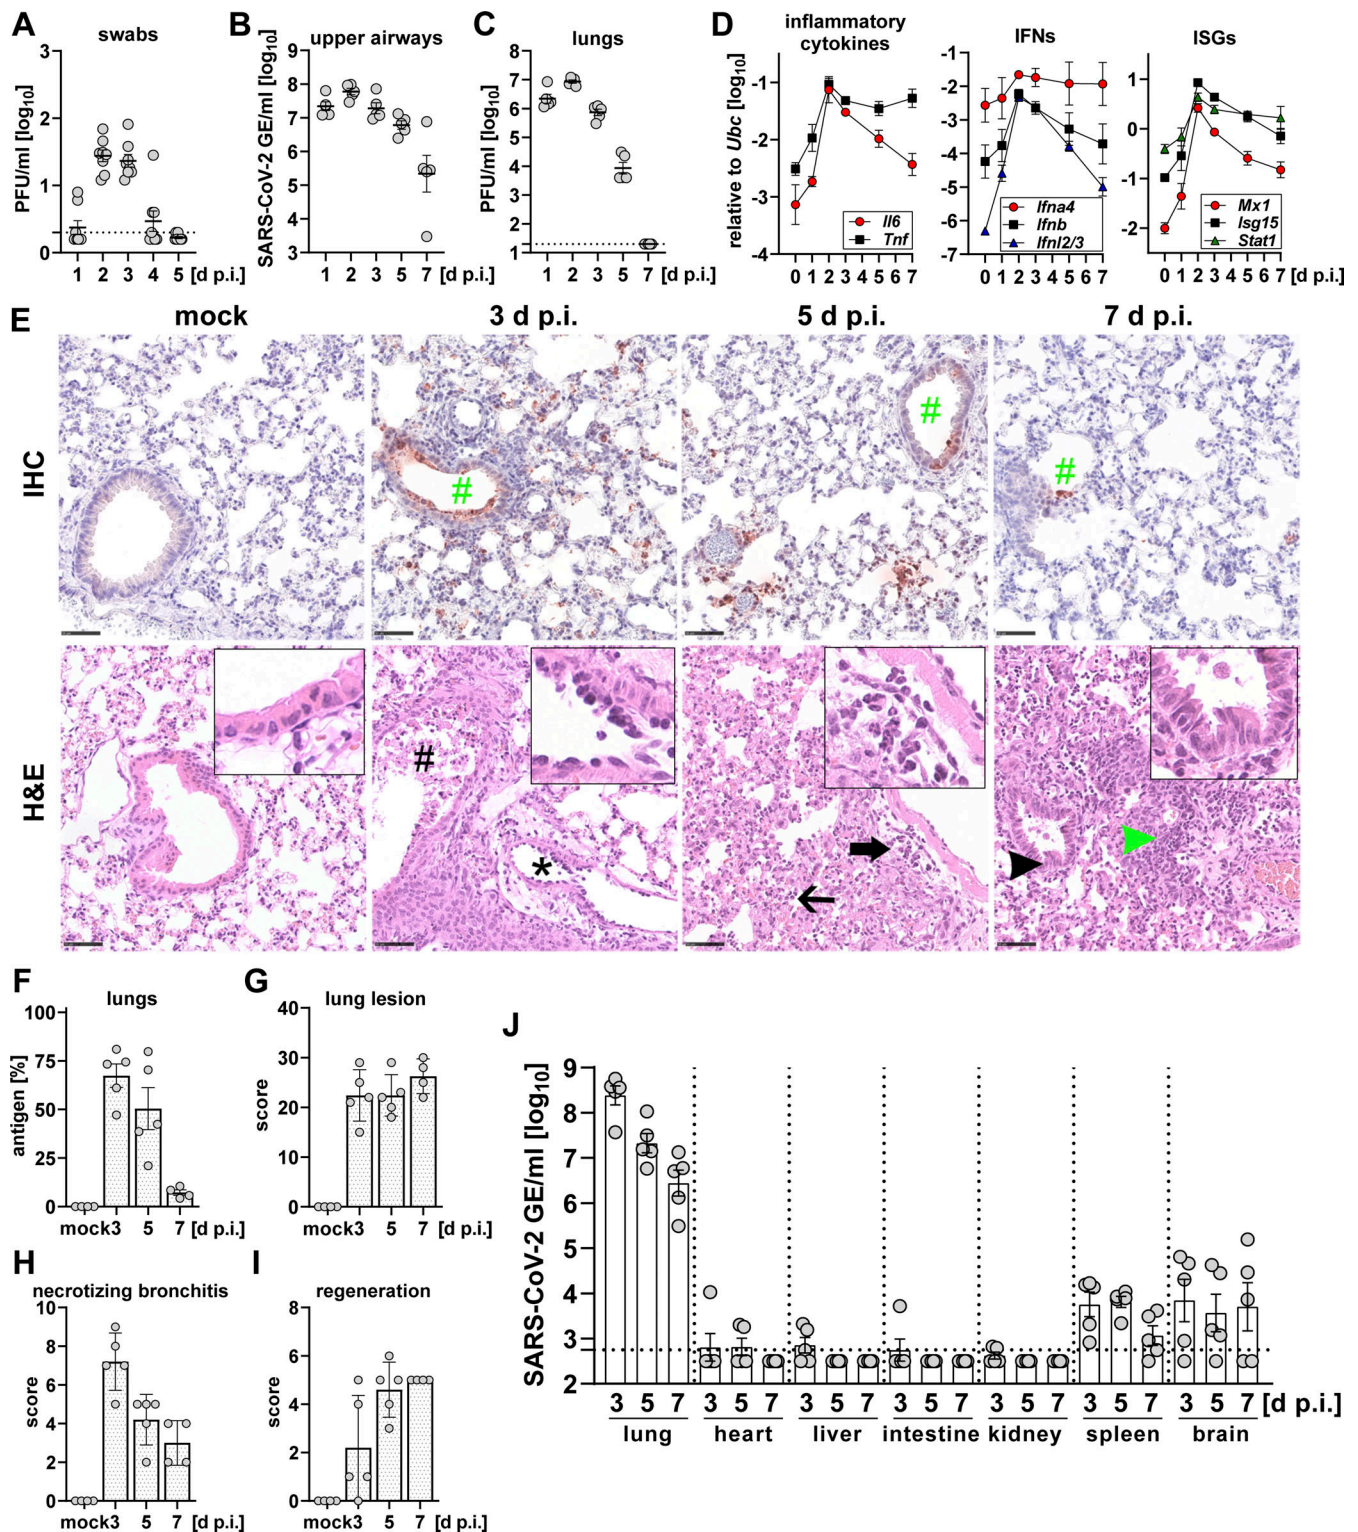 A
swabs
PFU/ml [log10]
3
2
1
0
1 2 3 4 5 [d p.i.]
B
upper airways
SARS-CoV-2 GE/ml [log10]
9
8
7
6
5
4
3
1 2 3 5 7 [d p.i.]
C
lungs
PFU/ml [log10]
8
7
6
5
4
3
2
1
1 2 3 5 7 [d p.i.]
D
inflammatory
cytokines
relative to Ubc [log10]
0
-1
-2
-3
-4
Il6
Tnf
0 1 2 3 4 5 6 7
IFNs
-1
-2
-3
-4
-5
-6
-7
Ifna4
Ifnb
Ifnl2/3
0 1 2 3 4 5 6 7
ISGs
1
0
-1
-2
Mx1
Isg15
Stat1
0 1 2 3 4 5 6 7 [d p.i.]
E
mock 3 d p.i. 5 d p.i. 7 d p.i.
IHC
# # #
H&E
# *
F
lungs
antigen [%]
100
75
50
25
0
mock 3 5 7 [d p.i.]
G
lung lesion
score
40
30
20
10
0
mock 3 5 7 [d p.i.]
H
necrotizing bronchitis
score
10
8
6
4
2
0
mock 3 5 7 [d p.i.]
I
regeneration
score
8
6
4
2
0
mock 3 5 7 [d p.i.]
J
SARS-CoV-2 GE/ml [log10]
9
8
7
6
5
4
3
2
3 5 7 3 5 7 3 5 7 3 5 7 3 5 7 3 5 7 3 5 7 [d p.i.]
lung heart liver intestine kidney spleen brain